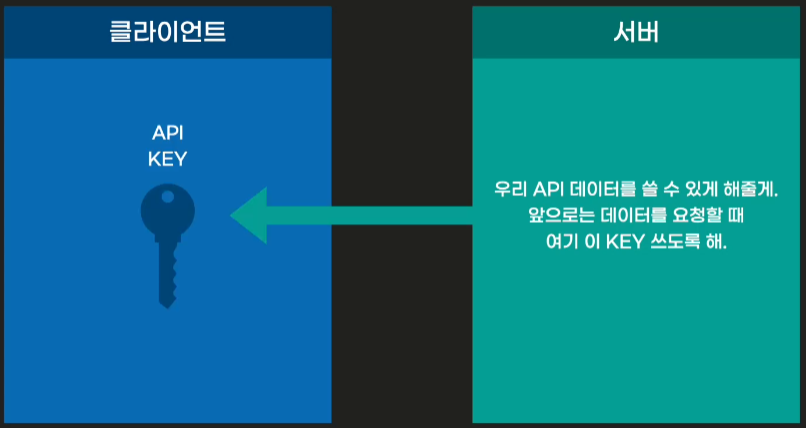 클라이언트
API
KEY
서버
우리 API 데이터를 쓸 수 있게 해줄게.
앞으로는 데이터를 요청할 때
여기 이 KEY 쓰도록 해.